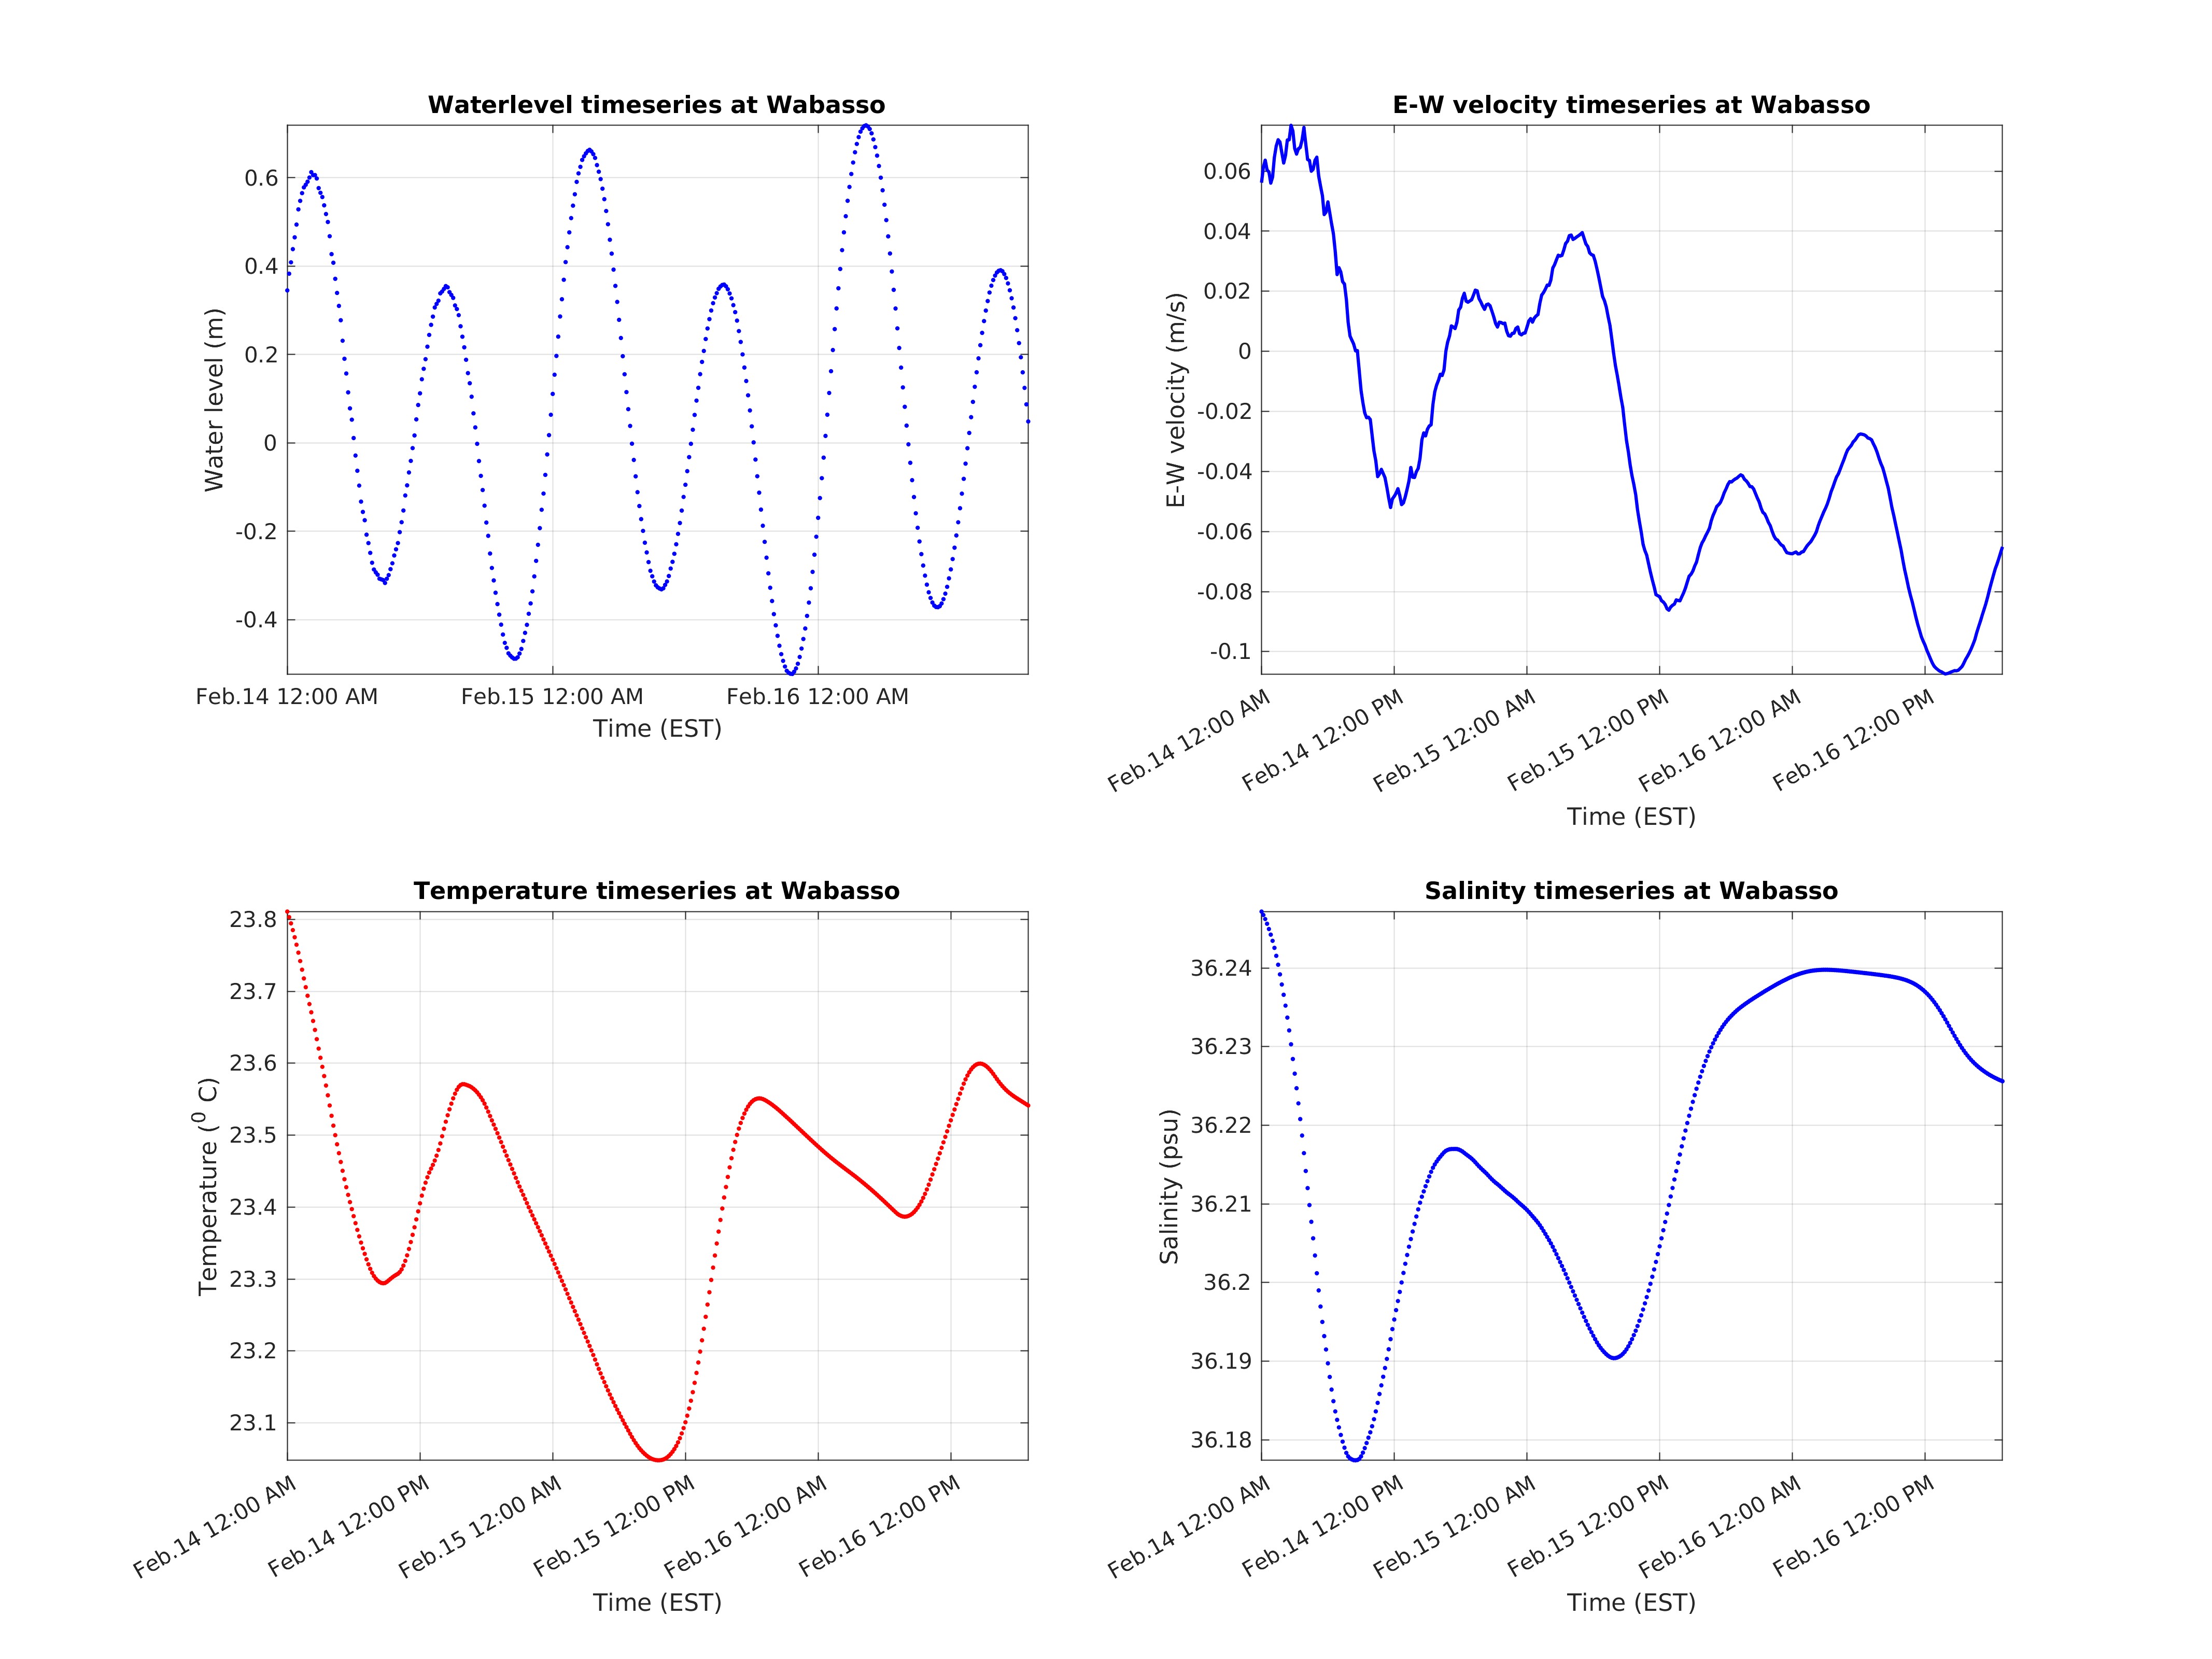 Waterlevel timeseries at Wabasso
0.6
0.4
0.2
0
-0.2
-0.4
Water level (m)
Feb.14 12:00 AM
Feb.15 12:00 AM
Feb.16 12:00 AM
Time (EST)
E-W velocity timeseries at Wabasso
0.06
0.04
0.02
0
-0.02
-0.04
-0.06
-0.08
-0.1
E-W velocity (m/s)
Feb.14 12:00 AM
Feb.14 12:00 PM
Feb.15 12:00 AM
Feb.15 12:00 PM
Feb.16 12:00 AM
Feb.16 12:00 PM
Time (EST)
Temperature timeseries at Wabasso
23.8
23.7
23.6
23.5
23.4
23.3
23.2
23.1
Temperature (⁰ C)
Feb.14 12:00 AM
Feb.14 12:00 PM
Feb.15 12:00 AM
Feb.15 12:00 PM
Feb.16 12:00 AM
Feb.16 12:00 PM
Time (EST)
Salinity timeseries at Wabasso
36.24
36.23
36.22
36.21
36.2
36.19
36.18
Salinity (psu)
Feb.14 12:00 AM
Feb.14 12:00 PM
Feb.15 12:00 AM
Feb.15 12:00 PM
Feb.16 12:00 AM
Feb.16 12:00 PM
Time (EST)